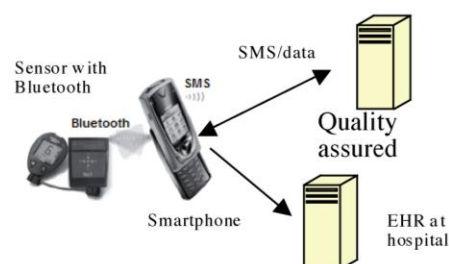 Sensor with
Bluetooth
Bluetooth
SMS
SMS/data
Quality
assured
Smartphone
EHR at
hospital